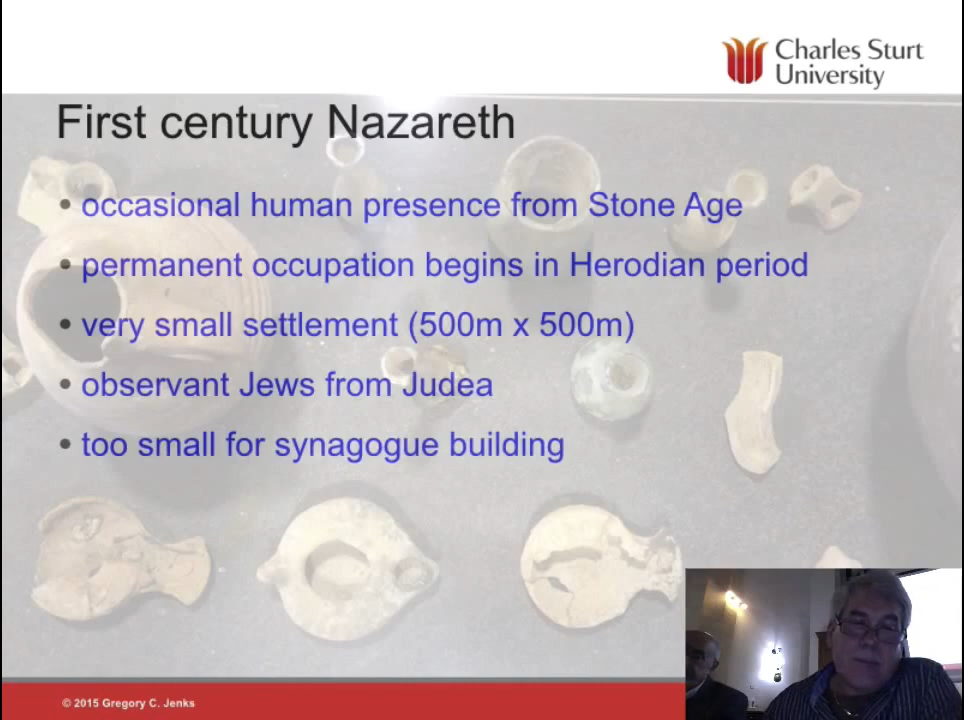 Charles Sturt
University
First century Nazareth
• occasional human presence from Stone Age
• permanent occupation begins in Herodian period
• very small settlement (500m x 500m)
• observant Jews from Judea
• too small for synagogue building
© 2015 Gregory C. Jenks